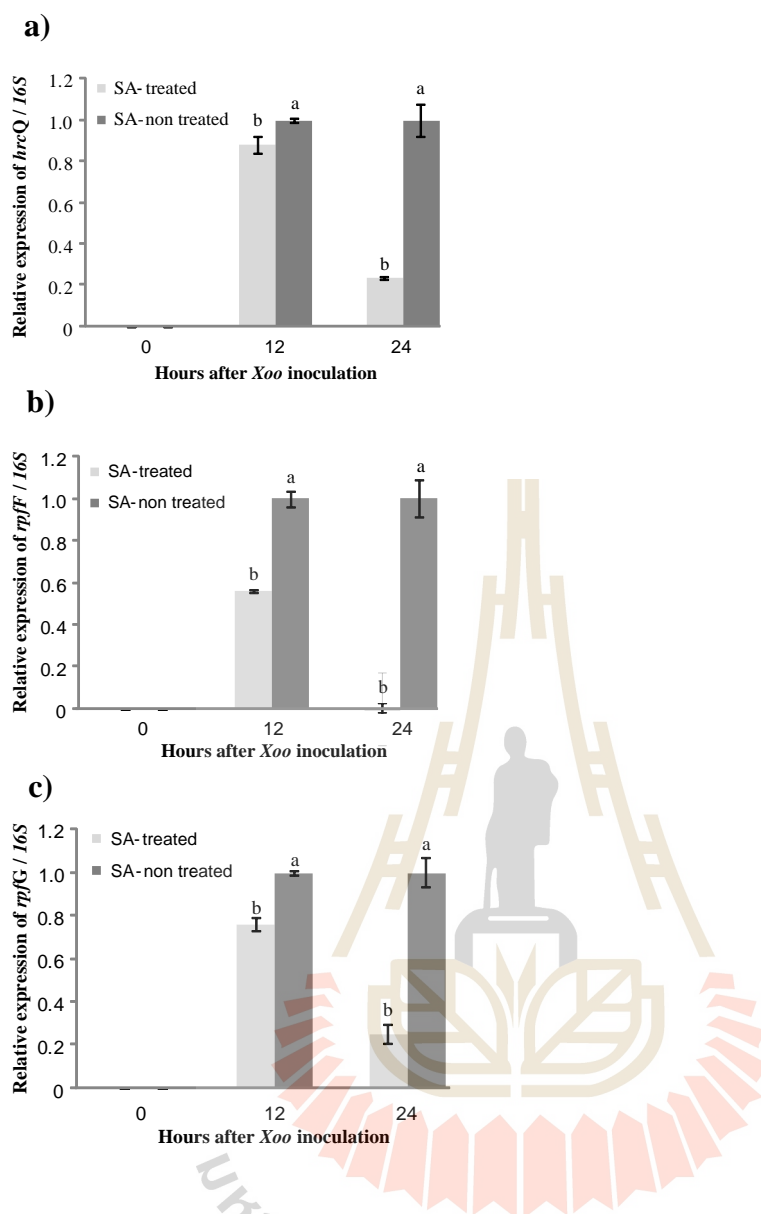 a)
Relative expression of hrcQ / 16S
1.2
1.0
0.8
0.6
0.4
0.2
0
SA- treated
SA-non treated
b
a
b
a
0
12
24
Hours after Xoo inoculation
b)
Relative expression of rpfF / 16S
1.2
1.0
0.8
0.6
0.4
0.2
0
SA-treated
SA- non treated
b
a
b
a
0
12
24
Hours after Xoo inoculation
c)
Relative expression of rpfG / 16S
1.2
1.0
0.8
0.6
0.4
0.2
0
SA-treated
SA-non treated
b
a
b
a
0
12
24
Hours after Xoo inoculation